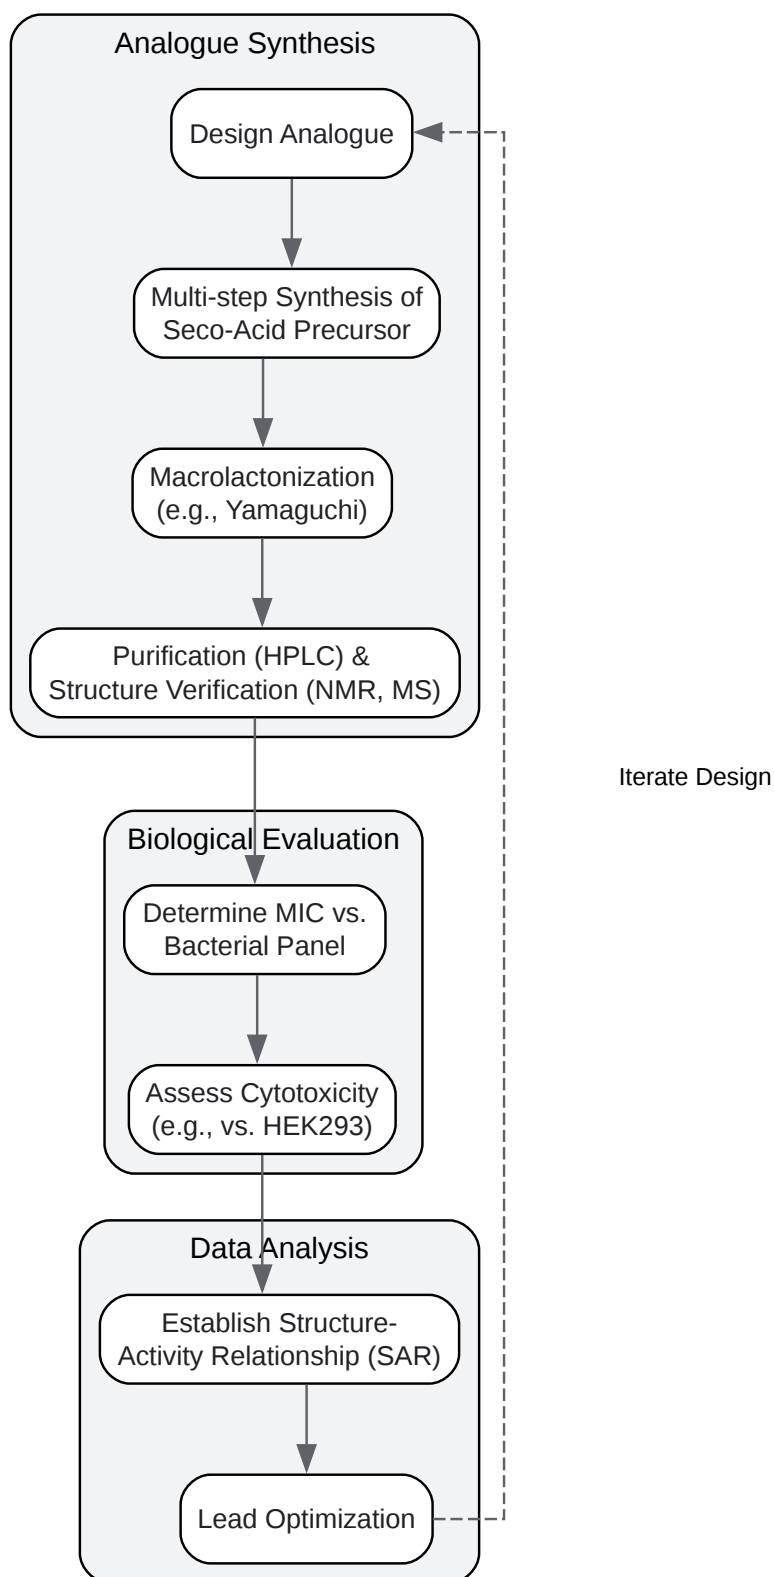 Analogue Synthesis
Design Analogue
Multi-step Synthesis of
Seco-Acid Precursor
Macrolactonization
(e.g., Yamaguchi)
Purification (HPLC) &
Structure Verification (NMR, MS)
Iterate Design
Biological Evaluation
Determine MIC vs.
Bacterial Panel
Assess Cytotoxicity
(e.g., vs. HEK293)
Data Analysis
Establish Structure-
Activity Relationship (SAR)
Lead Optimization